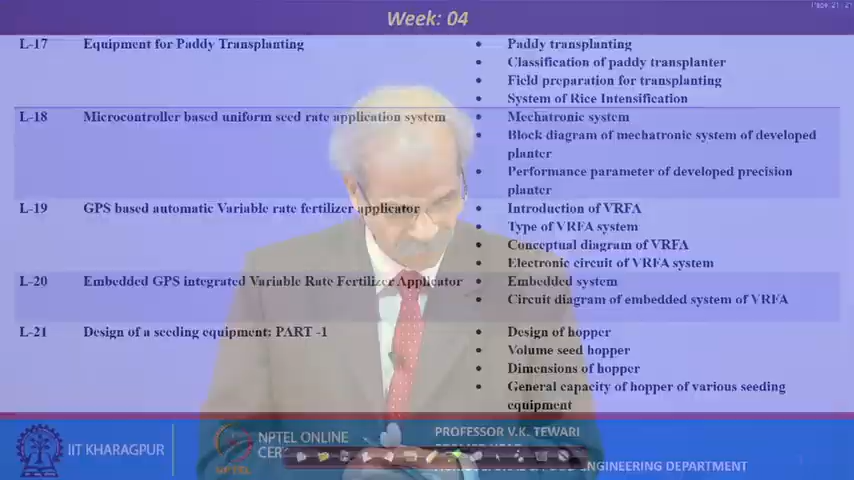 Week: 04
L-17 Equipment for Paddy Transplanting • Paddy transplanting
• Classification of paddy transplanter
• Field preparation for transplanting
• System of Rice Intensification
L-18 Microcontroller based uniform seed rate application system • Mechatronic system
• Block diagram of mechatronic system of developed
planter
• Performance parameter of developed precision
planter
L-19 GPS based automatic Variable rate fertilizer applicator • Introduction of VRFA
• Type of VRFA system
• Conceptual diagram of VRFA
• Electronic circuit of VRFA system
L-20 Embedded GPS integrated Variable Rate Fertilizer Applicator • Embedded system
• Circuit diagram of embedded system of VRFA
L-21 Design of a seeding equipment: PART -1 • Design of hopper
• Volume seed hopper
• Dimensions of hopper
• General capacity of hopper of various seeding
equipment
IIT KHARAGPUR
NPTEL
NPTEL ONLINE
PROFESSOR V.K. TEWARI
ENGINEERING DEPARTMENT